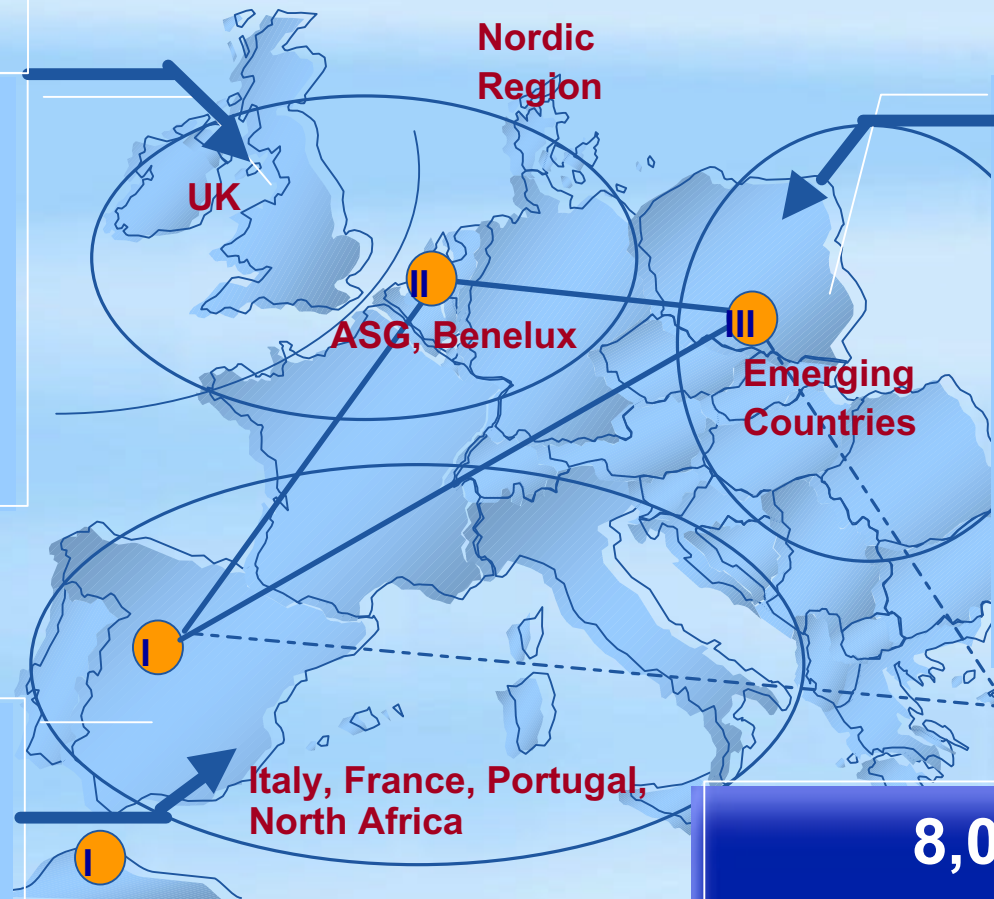 Nordic
Region
UK
II
ASG, Benelux
III
Emerging
Countries
I
Italy, France, Portugal,
North Africa
I
8,0